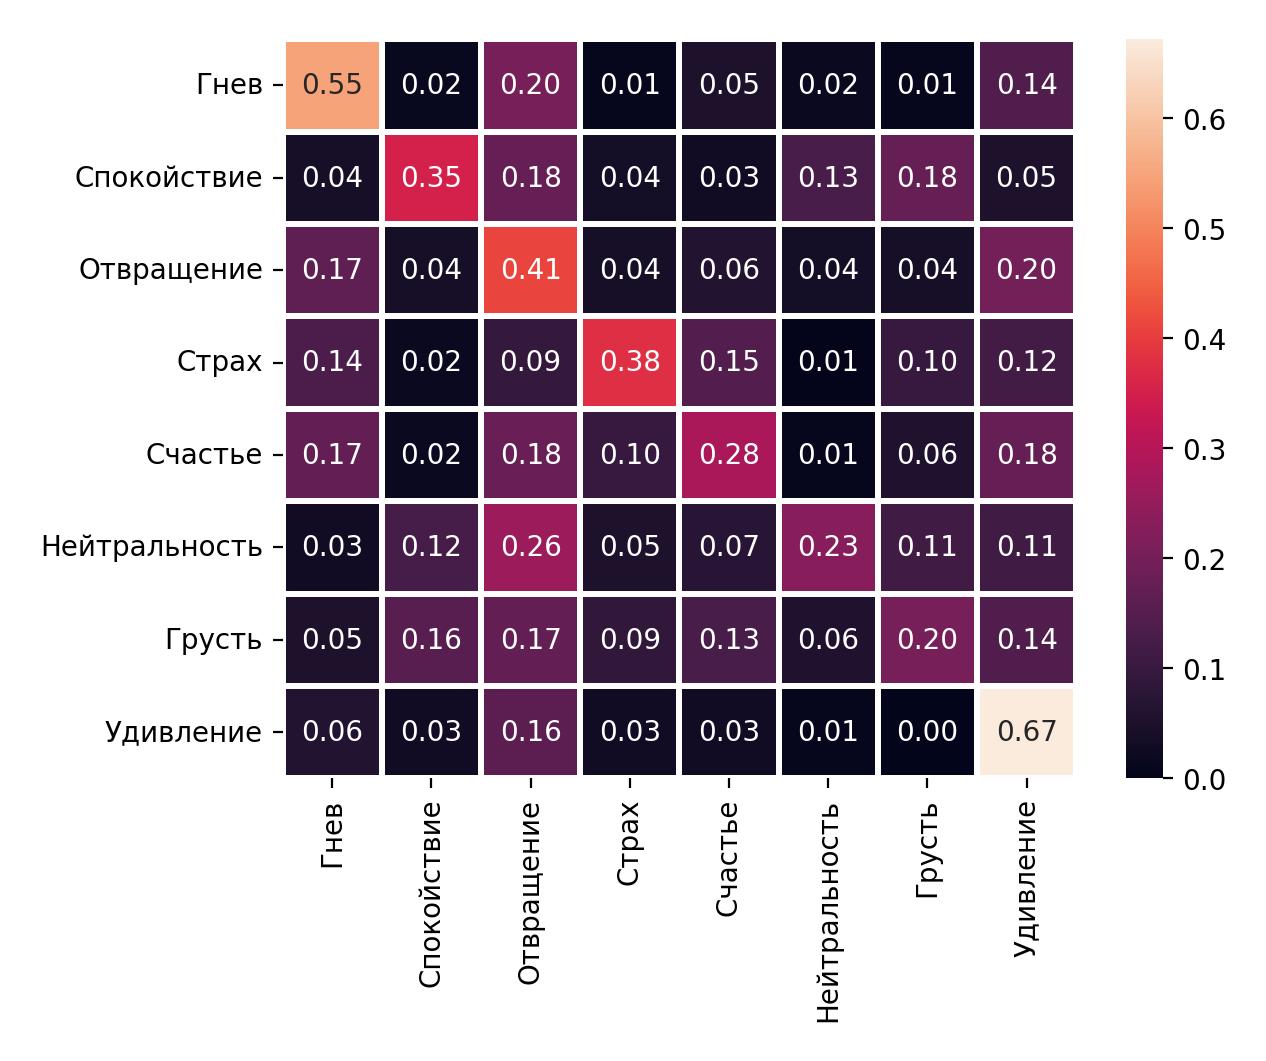 Гнев 0.55 0.02 0.20 0.01 0.05 0.02 0.01 0.14
Спокойствие 0.04 0.35 0.18 0.04 0.03 0.13 0.18 0.05
Отвращение 0.17 0.04 0.41 0.04 0.06 0.04 0.04 0.20
Страх 0.14 0.02 0.09 0.38 0.15 0.01 0.10 0.12
Счастье 0.17 0.02 0.18 0.10 0.28 0.01 0.06 0.18
Нейтральность 0.03 0.12 0.26 0.05 0.07 0.23 0.11 0.11
Грусть 0.05 0.16 0.17 0.09 0.13 0.06 0.20 0.14
Удивление 0.06 0.03 0.16 0.03 0.03 0.01 0.00 0.67
Гнев
Спокойствие
Отвращение
Страх
Счастье
Нейтральность
Грусть
Удивление
0.6
0.5
0.4
0.3
0.2
0.1
0.0